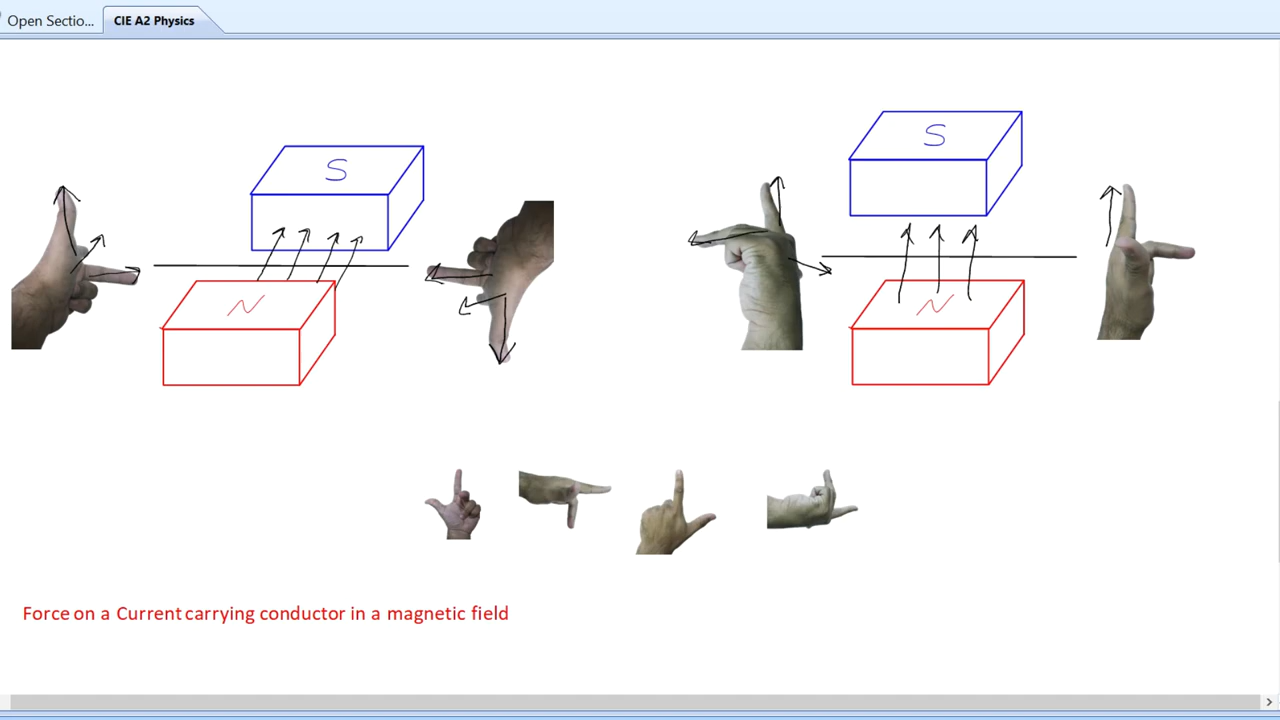 Open Sectio...
CIE A2 Physics
S
S
N
N
Force on a Current carrying conductor in a magnetic field